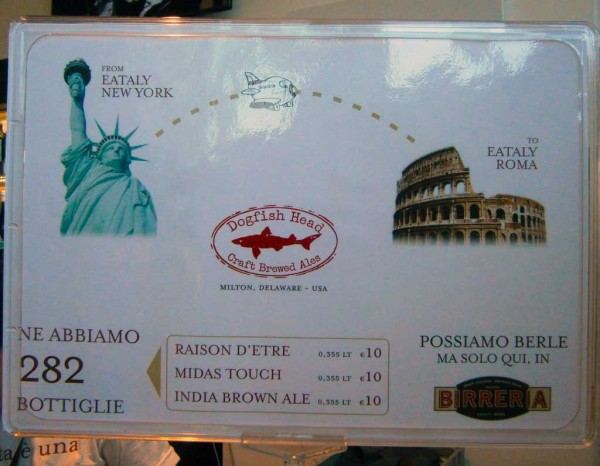 FROM
EATALY
NEW YORK
TO
EATALY
ROMA
Dogfish Head
Craft Brewed Ales
MILTON, DELAWARE - USA
NE ABBIAMO
282
BOTTIGLIE
RAISON D'ETRE 0,355 LT €10
MIDAS TOUCH 0,355 LT €10
INDIA BROWN ALE 0,355 LT €10
POSSIAMO BERLE
MA SOLO QUI, IN
BIRRERIA
è una